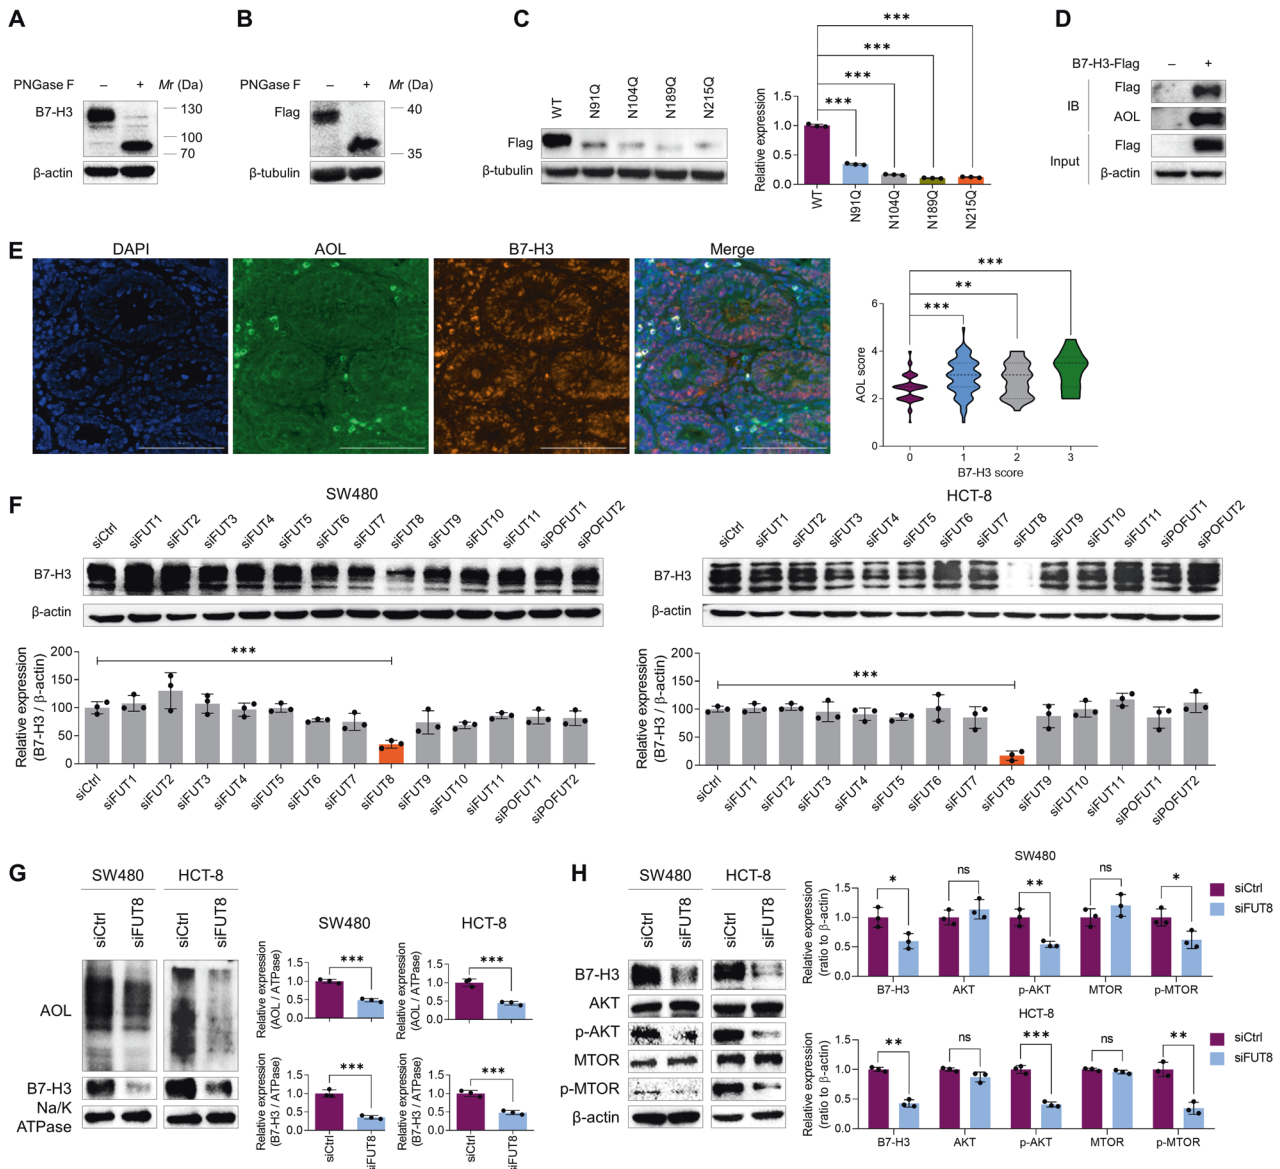 A
PNGase F – + Mr (Da)
B7-H3
130
100
70
β-actin
B
PNGase F – + Mr (Da)
Flag
40
35
β-tubulin
C
WT N91Q N104Q N189Q N215Q
Flag
β-tubulin
Relative expression
1.5
1.0
0.5
0.0
***
***
***
***
WT N91Q N104Q N189Q N215Q
D
B7-H3-Flag – +
IB
Flag
AOL
Input
Flag
β-actin
E
DAPI AOL B7-H3 Merge
AOL score
6
4
2
0
***
**
***
0 1 2 3
B7-H3 score
F
SW480
siCtrl siFUT1 siFUT2 siFUT3 siFUT4 siFUT5 siFUT6 siFUT7 siFUT8 siFUT9 siFUT10 siFUT11 siPOFUT1 siPOFUT2
B7-H3
β-actin
Relative expression
(B7-H3 / β-actin)
200
150
100
50
0
***
siCtrl siFUT1 siFUT2 siFUT3 siFUT4 siFUT5 siFUT6 siFUT7 siFUT8 siFUT9 siFUT10 siFUT11 siPOFUT1 siPOFUT2
HCT-8
siCtrl siFUT1 siFUT2 siFUT3 siFUT4 siFUT5 siFUT6 siFUT7 siFUT8 siFUT9 siFUT10 siFUT11 siPOFUT1 siPOFUT2
B7-H3
β-actin
Relative expression
(B7-H3 / β-actin)
200
150
100
50
0
***
siCtrl siFUT1 siFUT2 siFUT3 siFUT4 siFUT5 siFUT6 siFUT7 siFUT8 siFUT9 siFUT10 siFUT11 siPOFUT1 siPOFUT2
G
SW480 HCT-8
siCtrl siFUT8 siCtrl siFUT8
AOL
B7-H3
Na/K
ATPase
SW480
Relative expression
(AOL / ATPase)
1.5
1.0
0.5
0.0
***
HCT-8
Relative expression
(AOL / ATPase)
1.5
1.0
0.5
0.0
***
Relative expression
(B7-H3 / ATPase)
1.5
1.0
0.5
0.0
***
siCtrl siFUT8
Relative expression
(B7-H3 / ATPase)
1.5
1.0
0.5
0.0
***
siCtrl siFUT8
H
SW480 HCT-8
siCtrl siFUT8 siCtrl siFUT8
B7-H3
AKT
p-AKT
MTOR
p-MTOR
β-actin
SW480
Relative expression
(ratio to β-actin)
1.5
1.0
0.5
0.0
* ns ** ns *
siCtrl
siFUT8
B7-H3 AKT p-AKT MTOR p-MTOR
HCT-8
Relative expression
(ratio to β-actin)
1.5
1.0
0.5
0.0
** ns *** ns **
siCtrl
siFUT8
B7-H3 AKT p-AKT MTOR p-MTOR